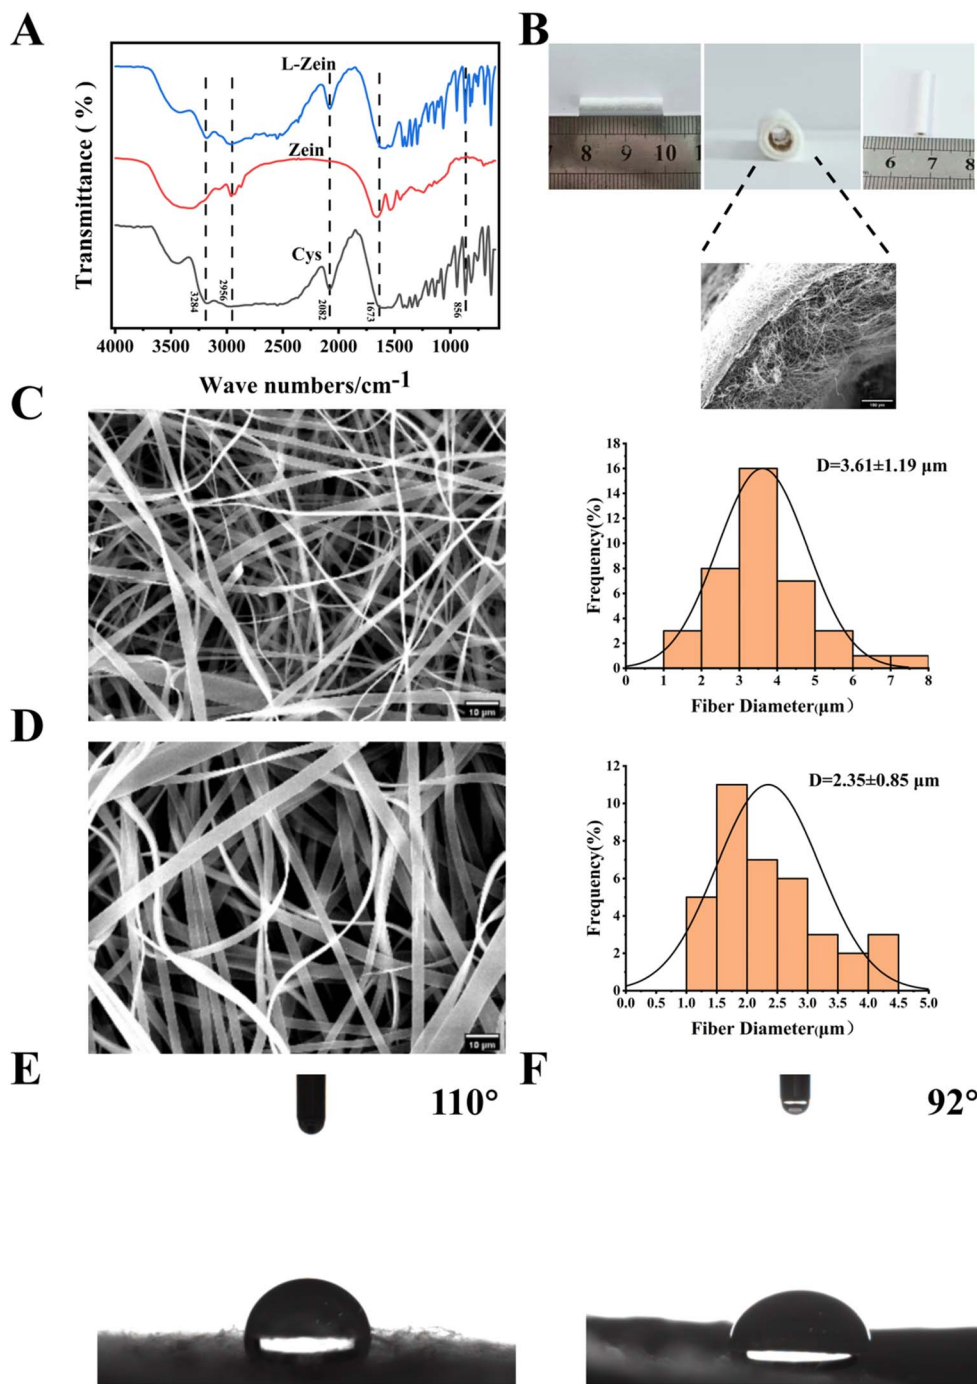 A
Transmittance ( % )
L-Zein
Zein
Cys
3284
2956
2082
1673
856
4000 3500 3000 2500 2000 1500 1000
Wave numbers/cm-1
B
8 9 10 1
6 7 8
C
10 μm
18
16
14
12
10
8
6
4
2
0
Frequency(%)
D=3.61±1.19 μm
0 1 2 3 4 5 6 7 8
Fiber Diameter(μm)
D
10 μm
12
10
8
6
4
2
0
Frequency(%)
D=2.35±0.85 μm
0.0 0.5 1.0 1.5 2.0 2.5 3.0 3.5 4.0 4.5 5.0
Fiber Diameter(μm)
E
110°
F
92°